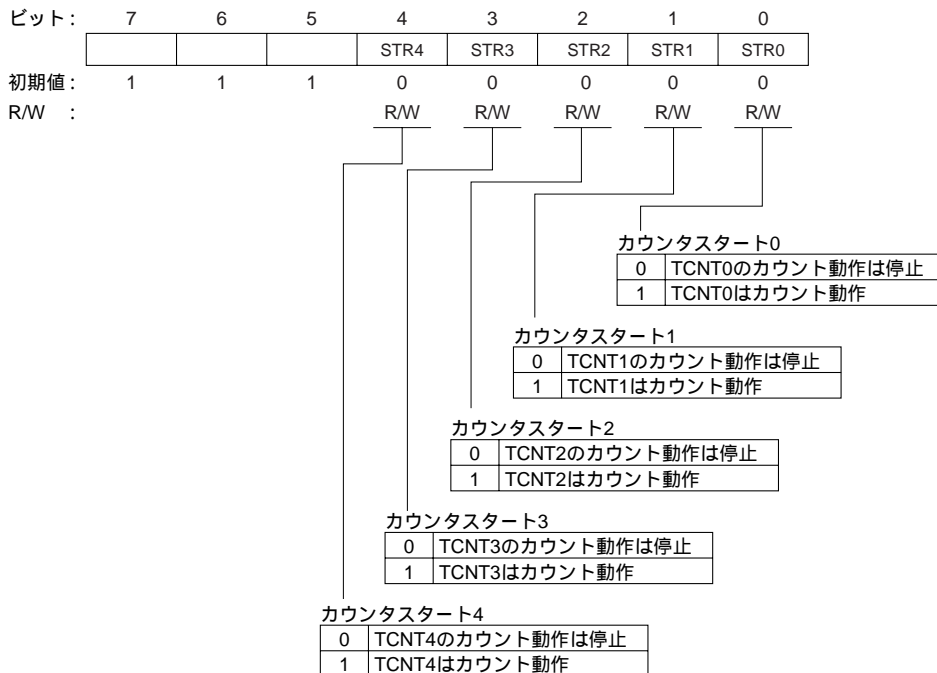 ビット : 7 6 5 4 3 2 1 0
STR4 STR3 STR2 STR1 STR0
初期値 : 1 1 1 0 0 0 0 0
R/W : R/W R/W R/W R/W R/W
カウンタスタート0
0 TCNT0のカウント動作は停止
1 TCNT0はカウント動作
カウンタスタート1
0 TCNT1のカウント動作は停止
1 TCNT1はカウント動作
カウンタスタート2
0 TCNT2のカウント動作は停止
1 TCNT2はカウント動作
カウンタスタート3
0 TCNT3のカウント動作は停止
1 TCNT3はカウント動作
カウンタスタート4
0 TCNT4のカウント動作は停止
1 TCNT4はカウント動作